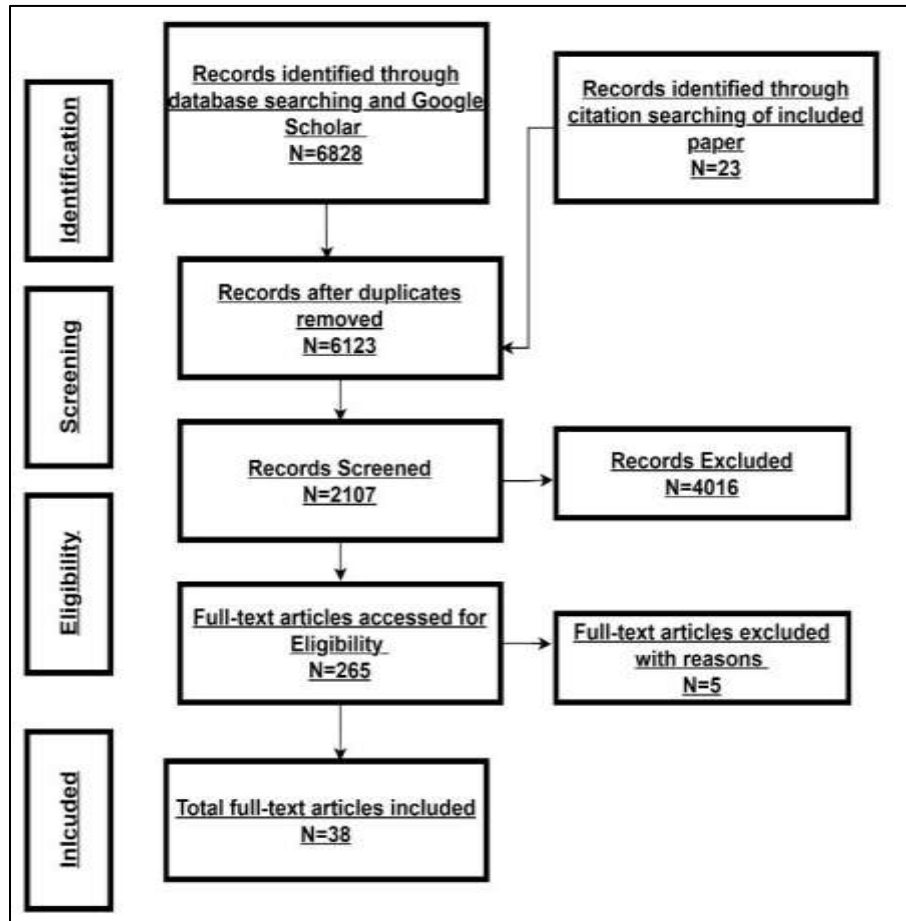 Identification
Records identified through
database searching and Google
Scholar
N=6828
Records identified through
citation searching of included
paper
N=23
Screening
Records after duplicates
removed
N=6123
Records Screened
N=2107
Records Excluded
N=4016
Eligibility
Full-text articles accessed for
Eligibility
N=265
Full-text articles excluded
with reasons
N=5
Inlcuded
Total full-text articles included
N=38